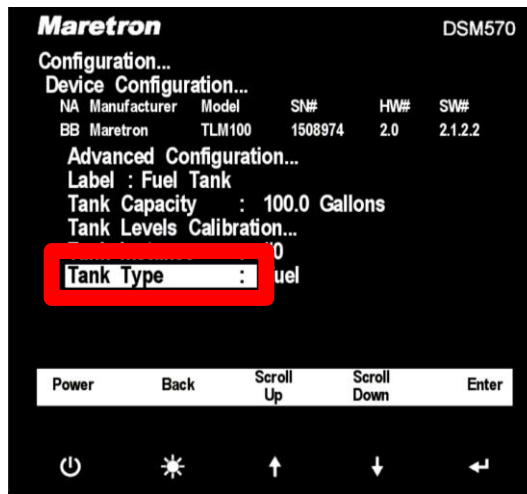 Maretron DSM570
Configuration...
Device Configuration...
NA Manufacturer Model SN# HW# SW#
BB Maretron TLM100 1508974 2.0 2.1.2.2
Advanced Configuration...
Label : Fuel Tank
Tank Capacity : 100.0 Gallons
Tank Levels Calibration...
Tank Type : uel
Power Back Scroll Up Scroll Down Enter